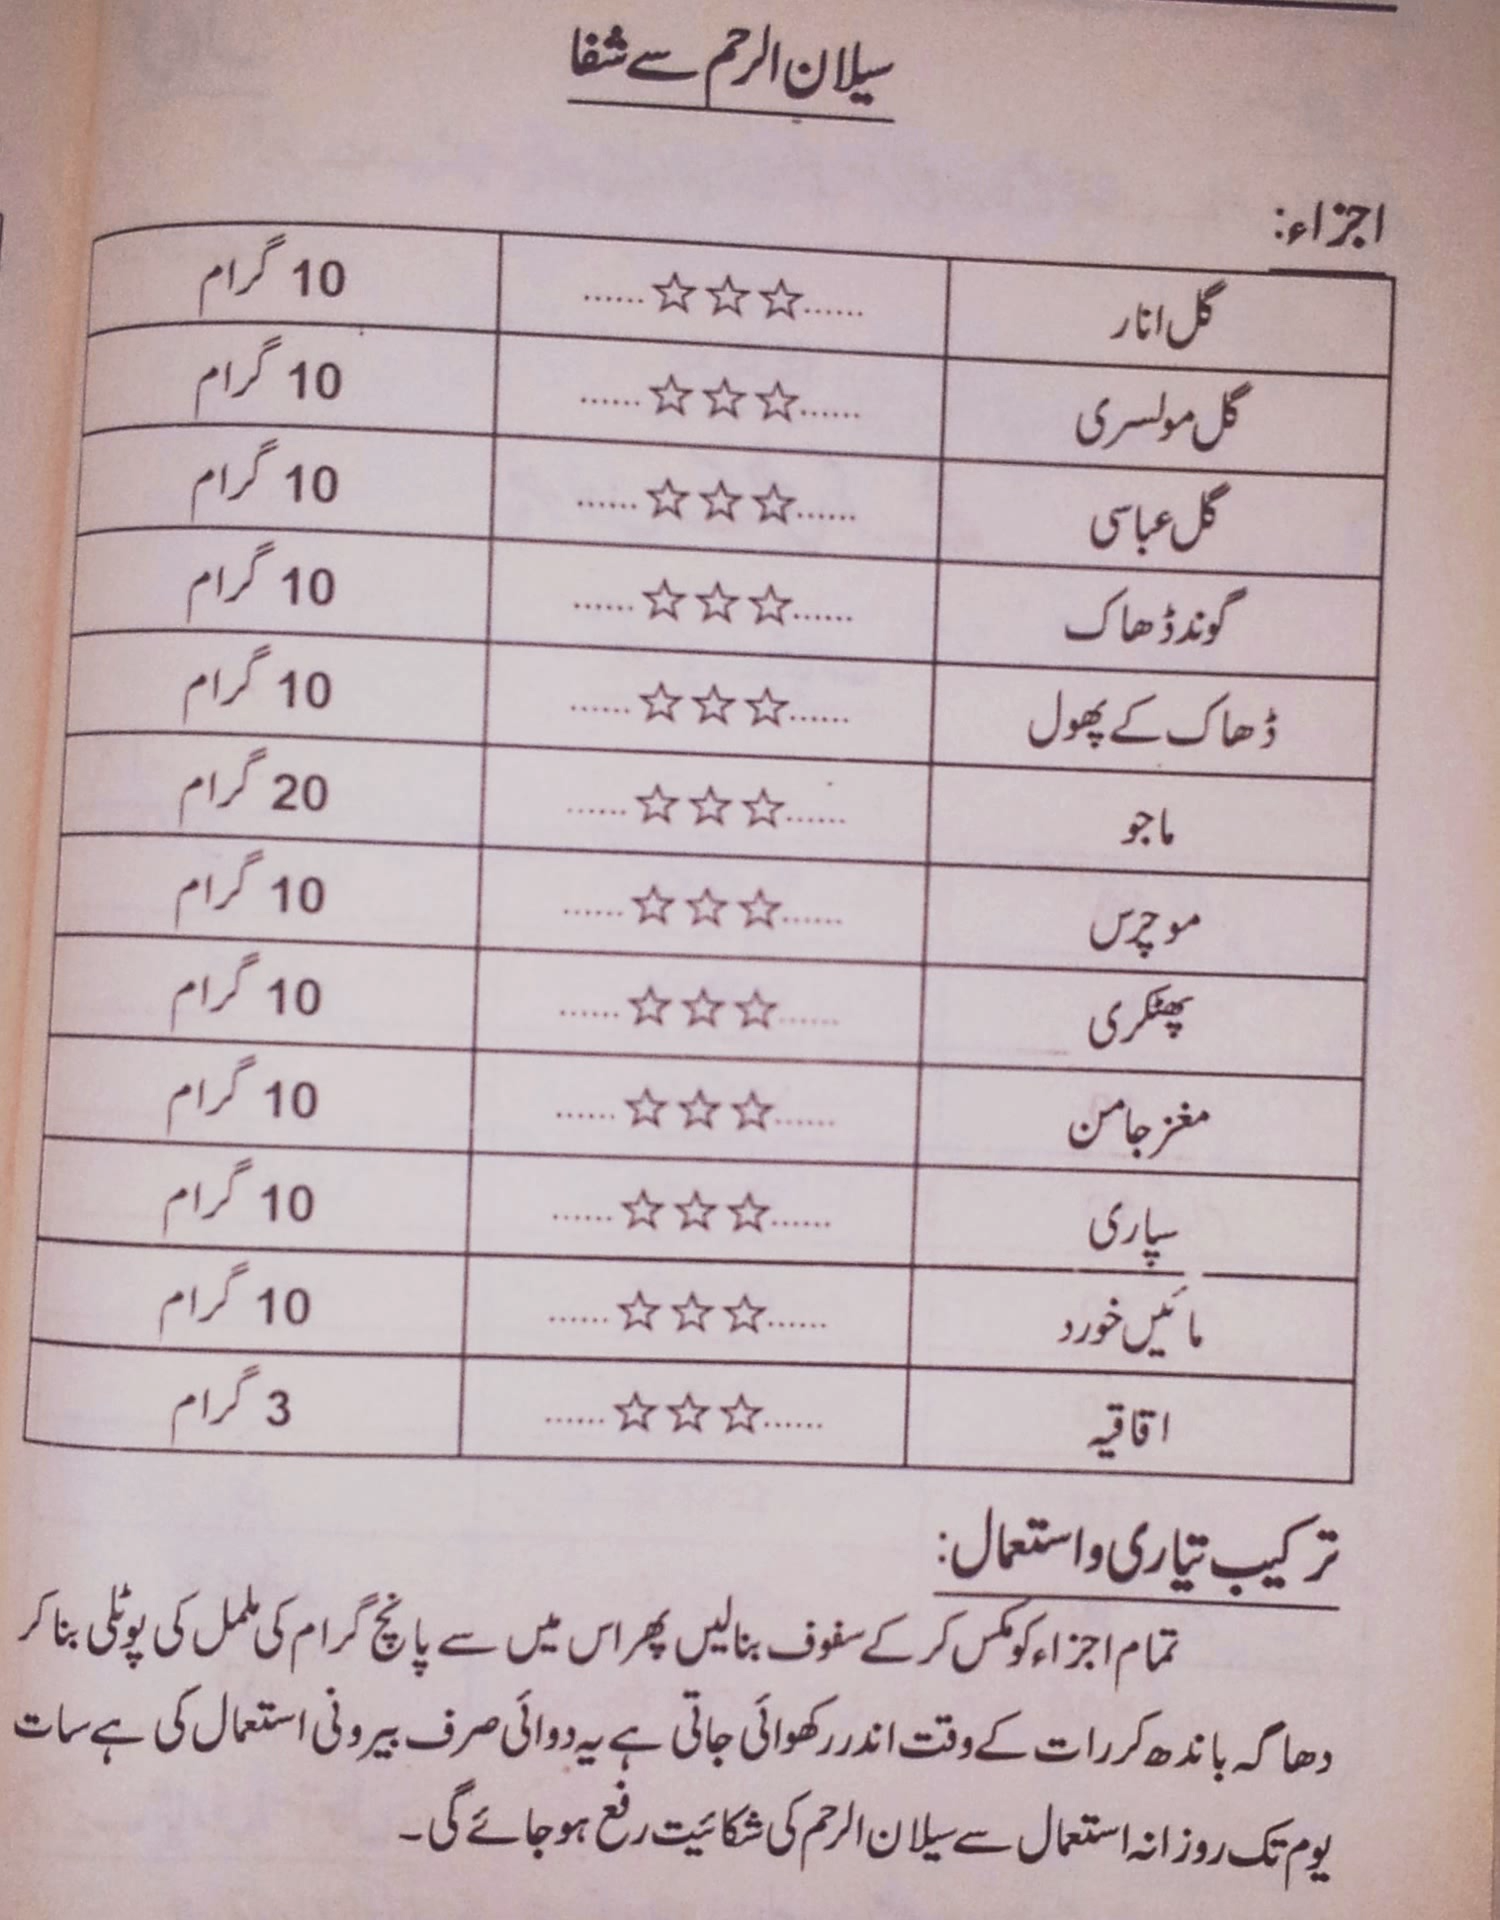 سیلان الرحم سے شفا
اجزاء:
گل انار ......☆☆☆...... 10 گرام
گل مولسری ......☆☆☆...... 10 گرام
گل عباسی ......☆☆☆...... 10 گرام
گوند ڈھاک ......☆☆☆...... 10 گرام
ڈھاک کے پھول ......☆☆☆...... 10 گرام
ماجو ......☆☆☆...... 20 گرام
موچرس ......☆☆☆...... 10 گرام
پھٹکری ......☆☆☆...... 10 گرام
مغز جامن ......☆☆☆...... 10 گرام
سپاری ......☆☆☆...... 10 گرام
مائیں خورد ......☆☆☆...... 10 گرام
اقاقیہ ......☆☆☆...... 3 گرام
ترکیب تیاری و استعمال:
تمام اجزاء کو مکس کر کے سفوف بنا لیں پھر اس میں سے پانچ گرام کی ململ کی پوٹلی بنا کر
دھاگہ باندھ کر رات کے وقت اندر رکھوائی جاتی ہے یہ دوائی صرف بیرونی استعمال کی ہے سات
یوم تک روزانہ استعمال سے سیلان الرحم کی شکائیت رفع ہو جائے گی۔